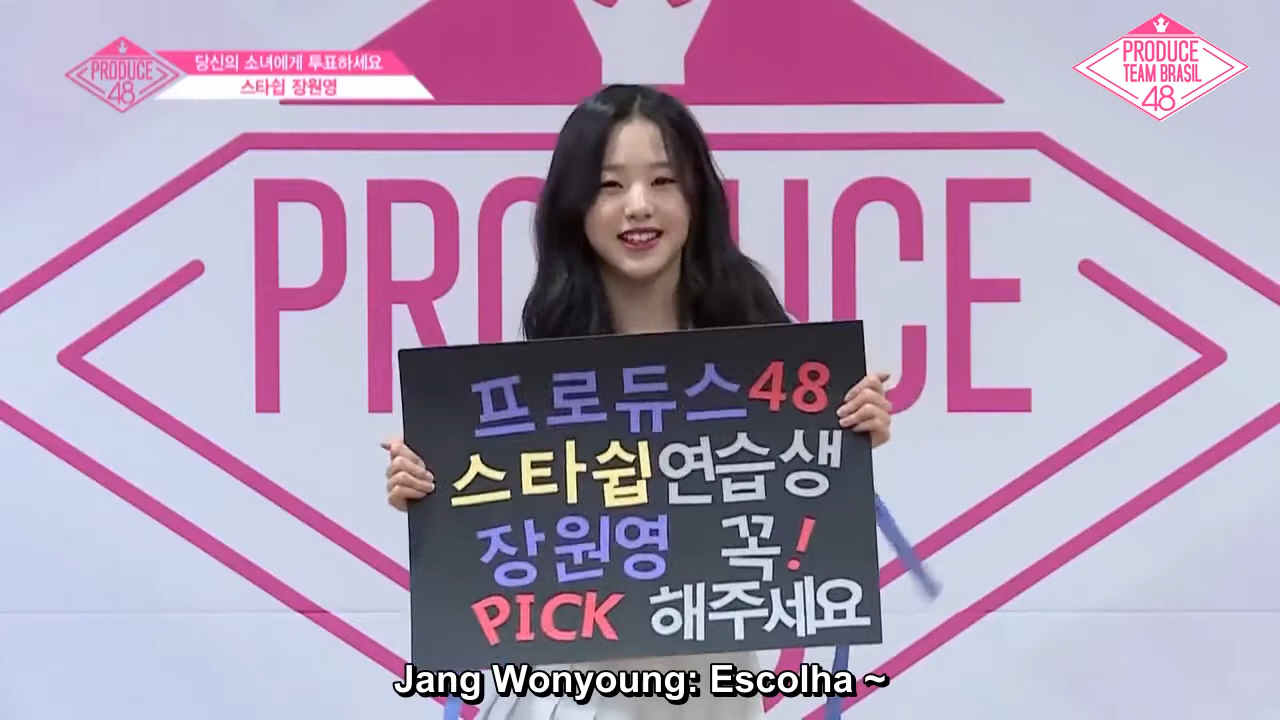 PRODUCE
48
당신의 소녀에게 투표하세요
스타쉽 장원영
PRODUCE
TEAM BRASIL
48
PRO UCE
프로듀스48
스타쉽연습생
장원영 꼭!
PICK 해주세요
Jang Wonyoung: Escolha ~